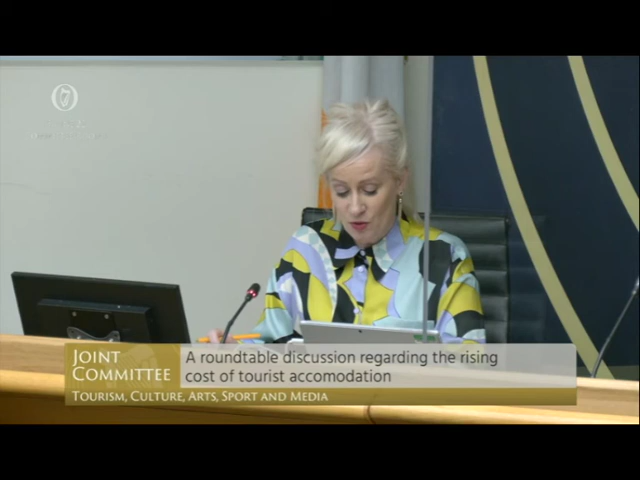 JOINT
COMMITTEE
A roundtable discussion regarding the rising
cost of tourist accomodation
TOURISM, CULTURE, ARTS, SPORT AND MEDIA